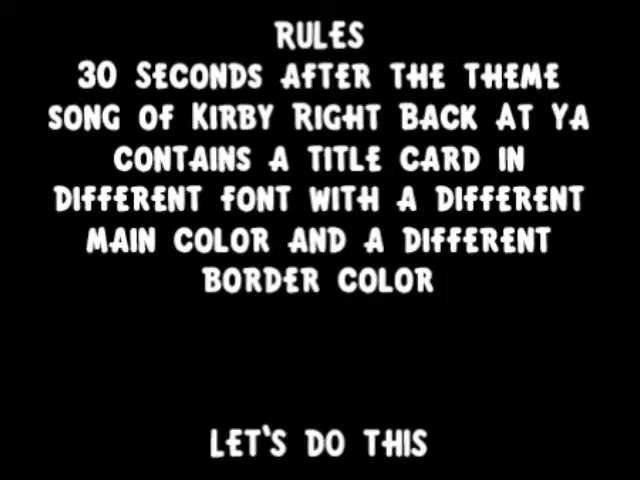 RULES
30 SECONDS AFTER THE THEME
SONG OF KIRBY RIGHT BACK AT YA
CONTAINS A TITLE CARD IN
DIFFERENT FONT WITH A DIFFERENT
MAIN COLOR AND A DIFFERENT
BORDER COLOR
LET'S DO THIS